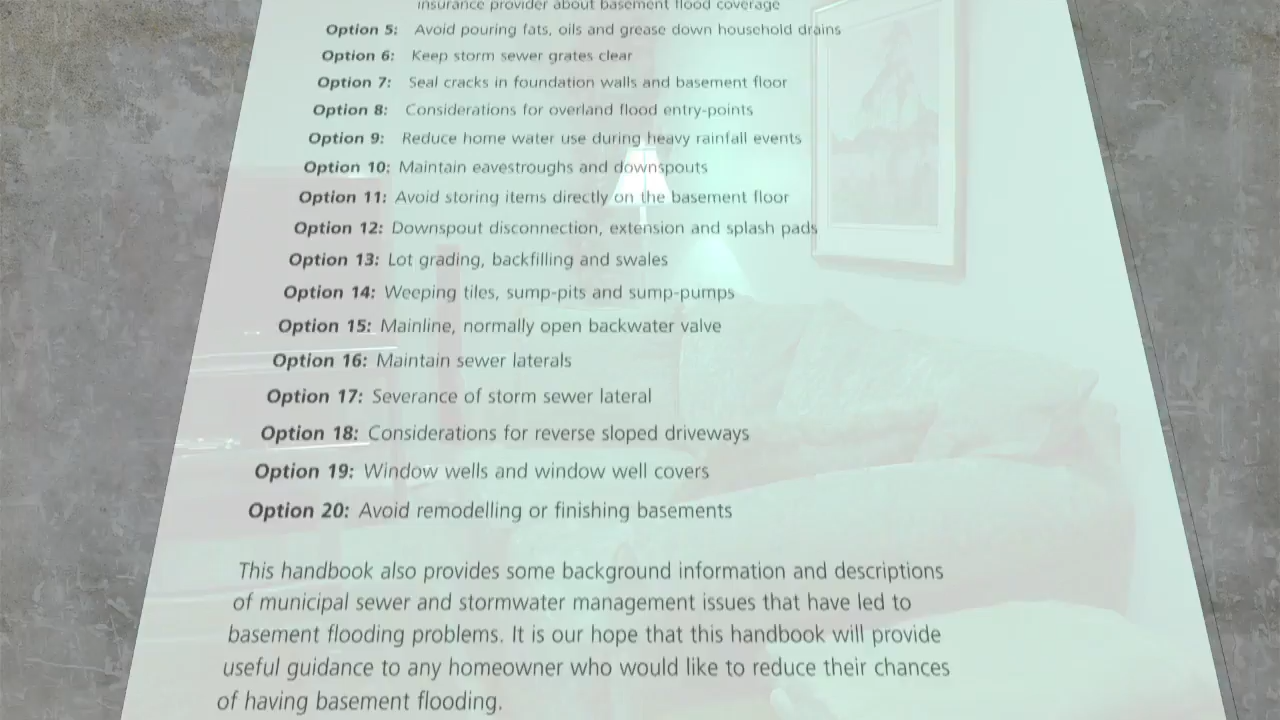 insurance provider about basement flood coverage
Option 5: Avoid pouring fats, oils and grease down household drains
Option 6: Keep storm sewer grates clear
Option 7: Seal cracks in foundation walls and basement floor
Option 8: Considerations for overland flood entry-points
Option 9: Reduce home water use during heavy rainfall events
Option 10: Maintain eavestroughs and downspouts
Option 11: Avoid storing items directly on the basement floor
Option 12: Downspout disconnection, extension and splash pads
Option 13: Lot grading, backfilling and swales
Option 14: Weeping tiles, sump-pits and sump-pumps
Option 15: Mainline, normally open backwater valve
Option 16: Maintain sewer laterals
Option 17: Severance of storm sewer lateral
Option 18: Considerations for reverse sloped driveways
Option 19: Window wells and window well covers
Option 20: Avoid remodelling or finishing basements
This handbook also provides some background information and descriptions
of municipal sewer and stormwater management issues that have led to
basement flooding problems. It is our hope that this handbook will provide
useful guidance to any homeowner who would like to reduce their chances
of having basement flooding.